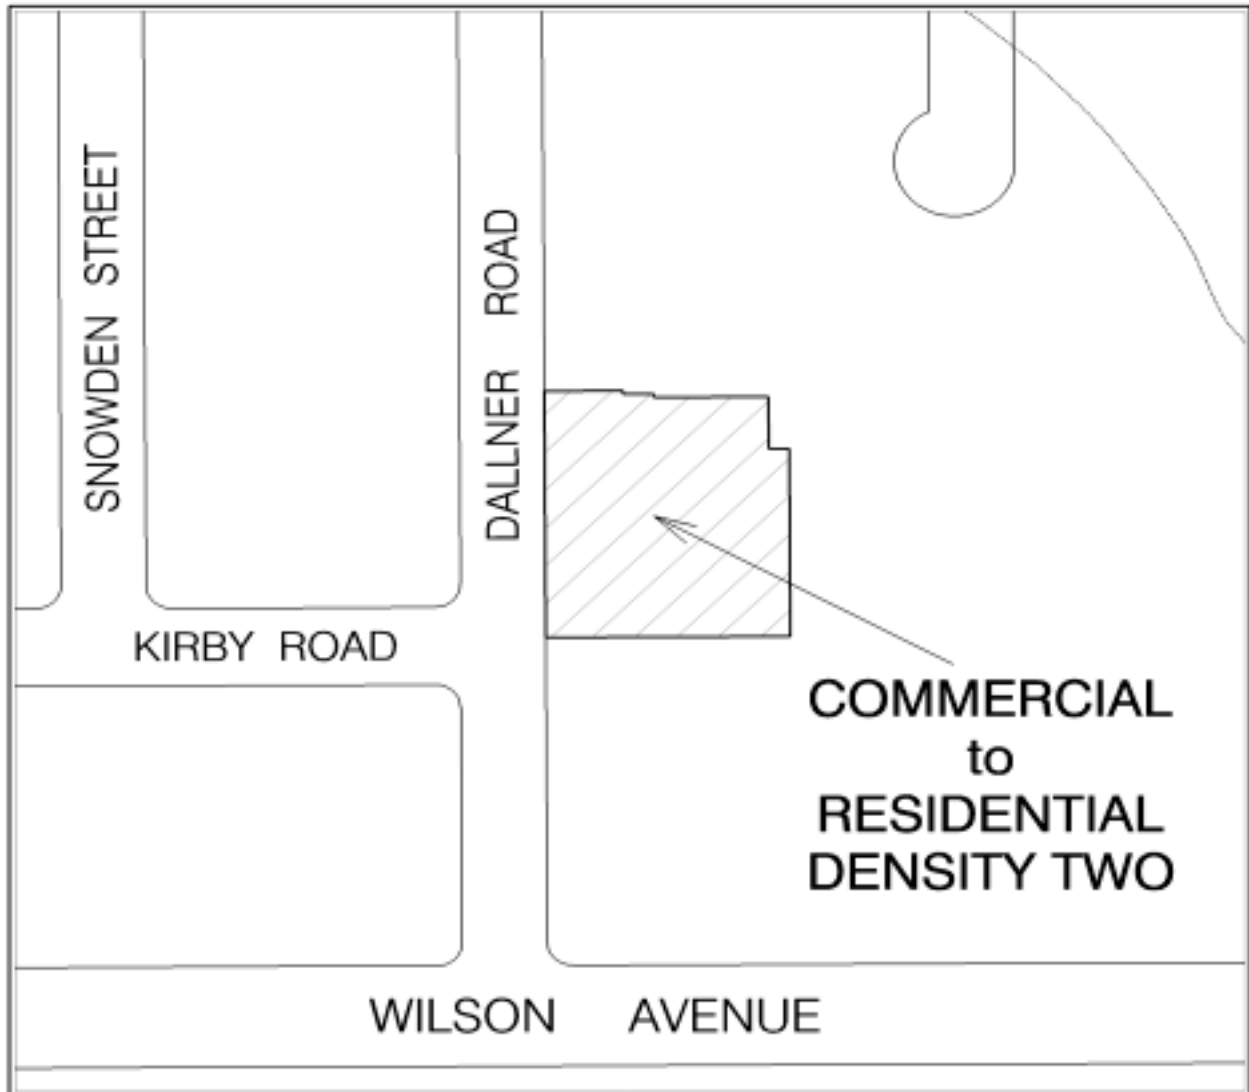 SNOWDEN STREET
DALLNER ROAD
KIRBY ROAD
COMMERCIAL
to
RESIDENTIAL
DENSITY TWO
WILSON AVENUE